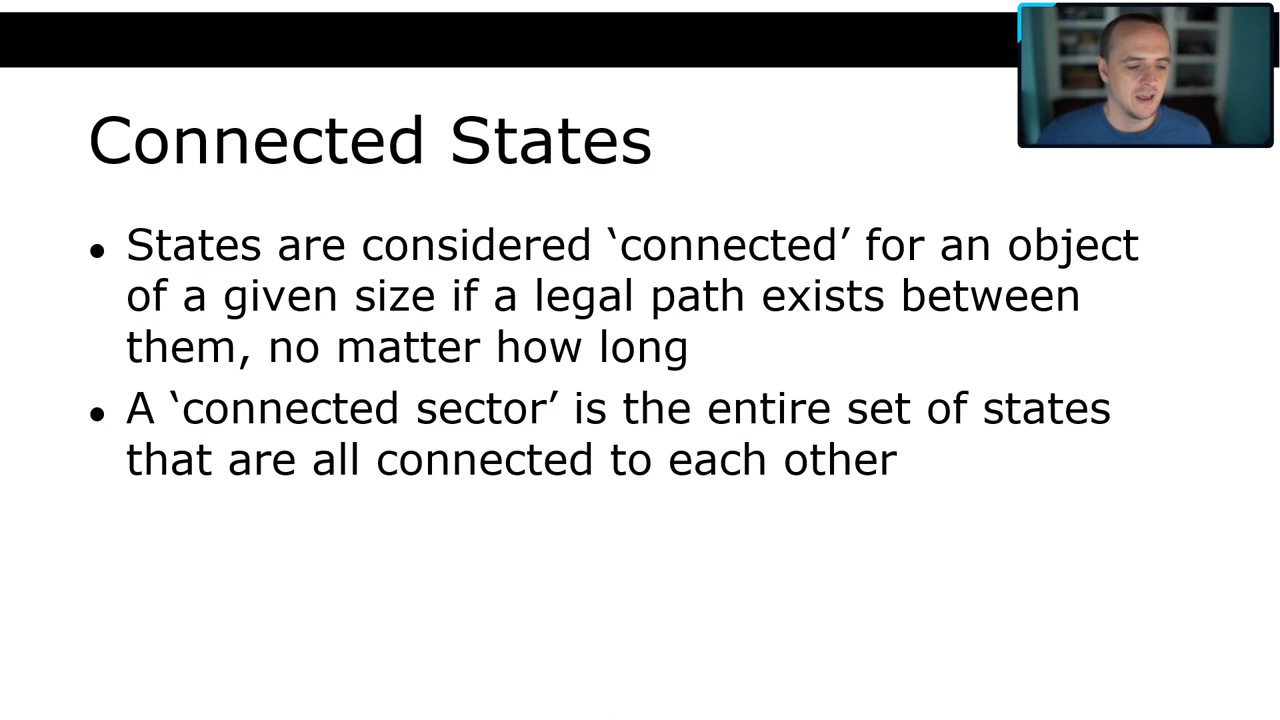 Connected States
● States are considered ‘connected’ for an object
of a given size if a legal path exists between
them, no matter how long
● A ‘connected sector’ is the entire set of states
that are all connected to each other